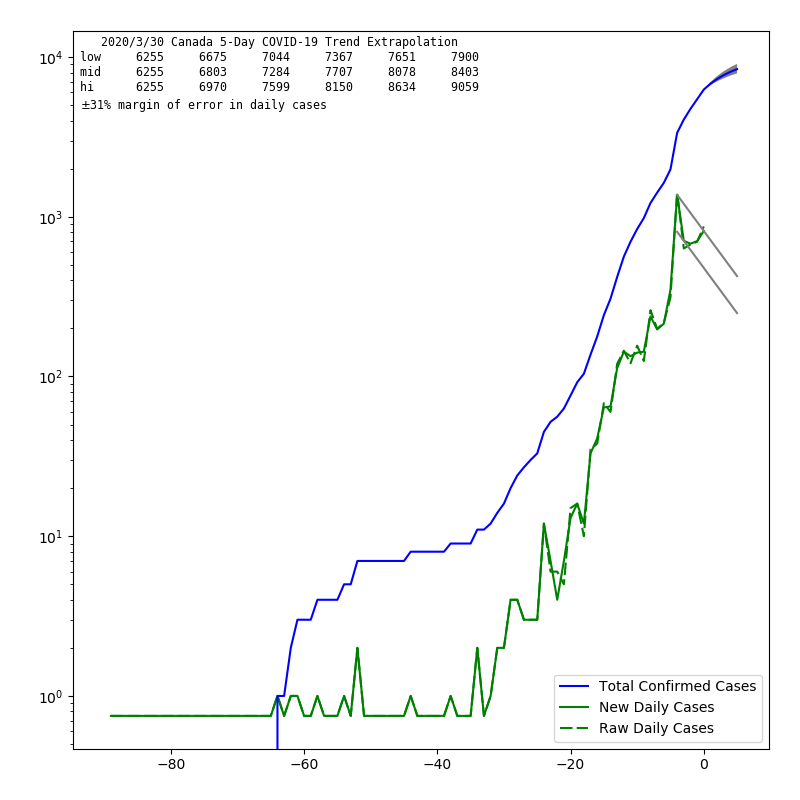 2020/3/30 Canada 5-Day COVID-19 Trend Extrapolation
low 6255 6675 7044 7367 7651 7900
mid 6255 6803 7284 7707 8078 8403
hi 6255 6970 7599 8150 8634 9059
±31% margin of error in daily cases
10⁴
10³
10²
10¹
10⁰
Total Confirmed Cases
New Daily Cases
Raw Daily Cases
−80 −60 −40 −20 0